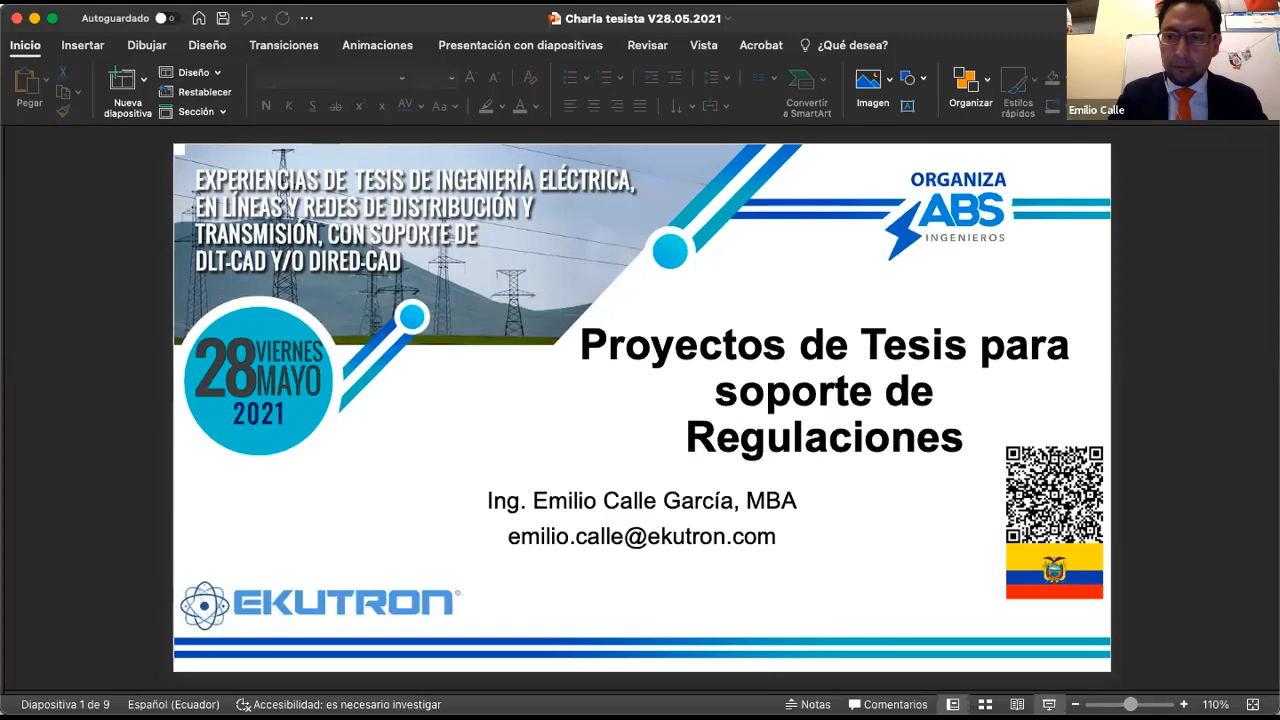 Autoguardado
Charla tesista V28.05.2021
Inicio
Insertar
Dibujar
Diseño
Transiciones
Animaciones
Presentación con diapositivas
Revisar
Vista
Acrobat
¿Qué desea?
Pegar
Nueva
diapositiva
Diseño
Restablecer
Sección
N
K
S
ab
x
x
AV
Aa
A
A
A
Convertir
a SmartArt
Imagen
A
Organizar
Estilos
rápidos
Emilio Calle
EXPERIENCIAS DE TESIS DE INGENIERÍA ELÉCTRICA,
EN LÍNEAS Y REDES DE DISTRIBUCIÓN Y
TRANSMISIÓN, CON SOPORTE DE
DLT-CAD Y/O DIRED-CAD
ORGANIZA
ABS
INGENIEROS
28 VIERNES
MAYO
2021
Proyectos de Tesis para
soporte de
Regulaciones
Ing. Emilio Calle García, MBA
emilio.calle@ekutron.com
EKUTRON®
Diapositiva 1 de 9
Español (Ecuador)
Accesibilidad: es necesario investigar
Notas
Comentarios
110%